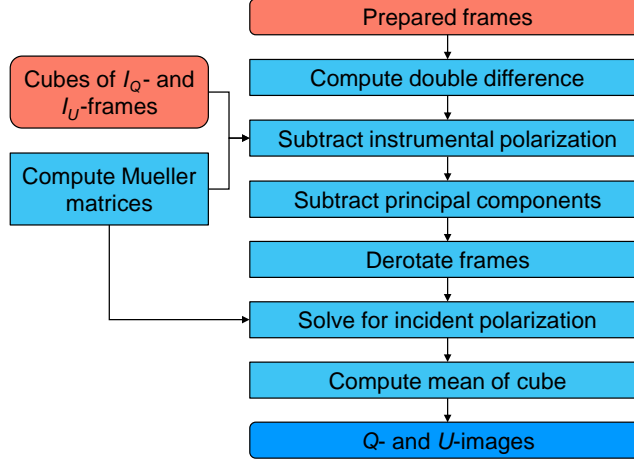 Prepared frames
Cubes of I_Q- and
I_U-frames
Compute double difference
Subtract instrumental polarization
Compute Mueller
matrices
Subtract principal components
Derotate frames
Solve for incident polarization
Compute mean of cube
Q- and U-images